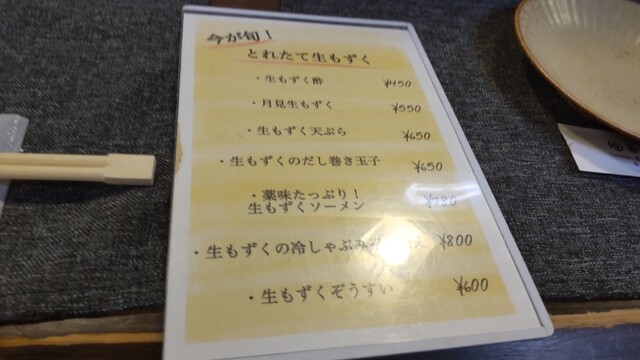 今が旬！
とれたて生もずく
・生もずく酢 ¥450
・月見生もずく ¥550
・生もずく天ぷら ¥650
・生もずくのだし巻き玉子 ¥650
・薬味たっぷり！
生もずくソーメン ¥780
・生もずくの冷しゃぶ ¥800
・生もずくぞうすい ¥600